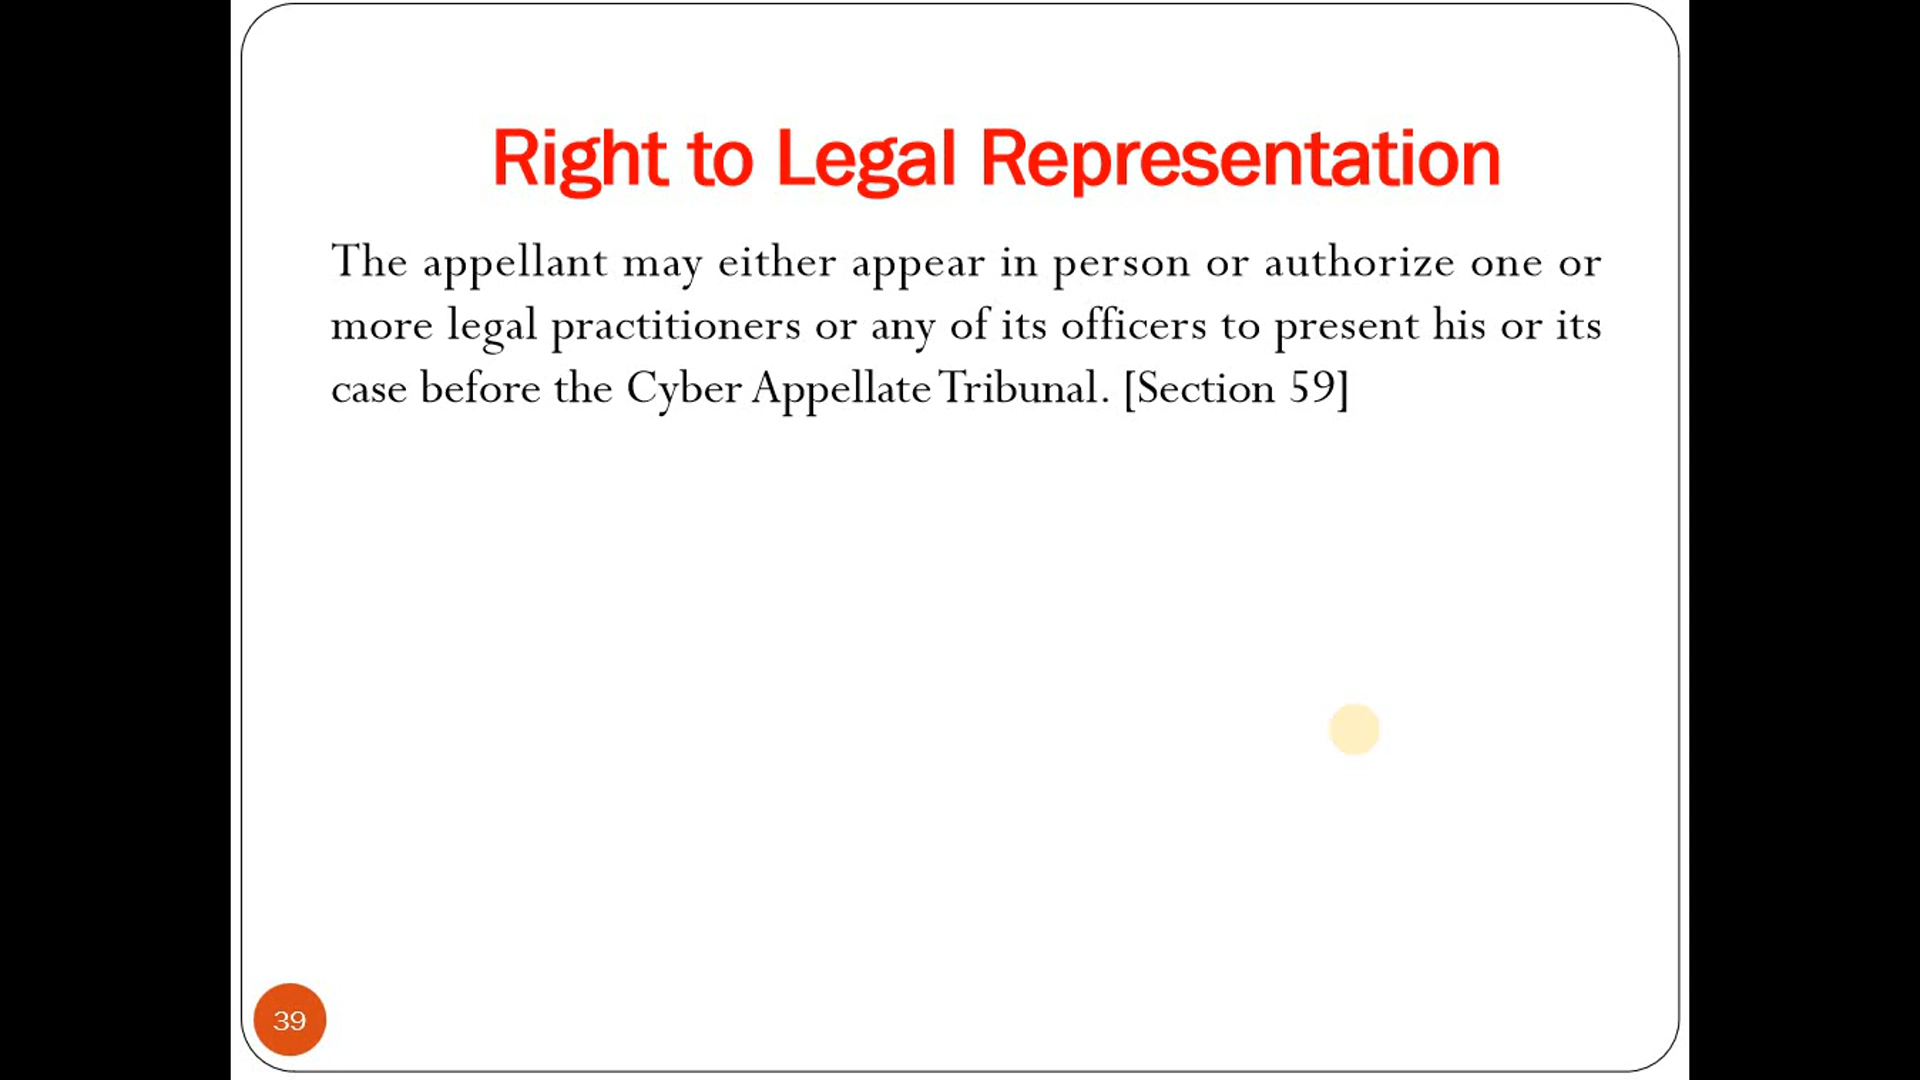 Right to Legal Representation
The appellant may either appear in person or authorize one or
more legal practitioners or any of its officers to present his or its
case before the Cyber Appellate Tribunal. [Section 59]
39